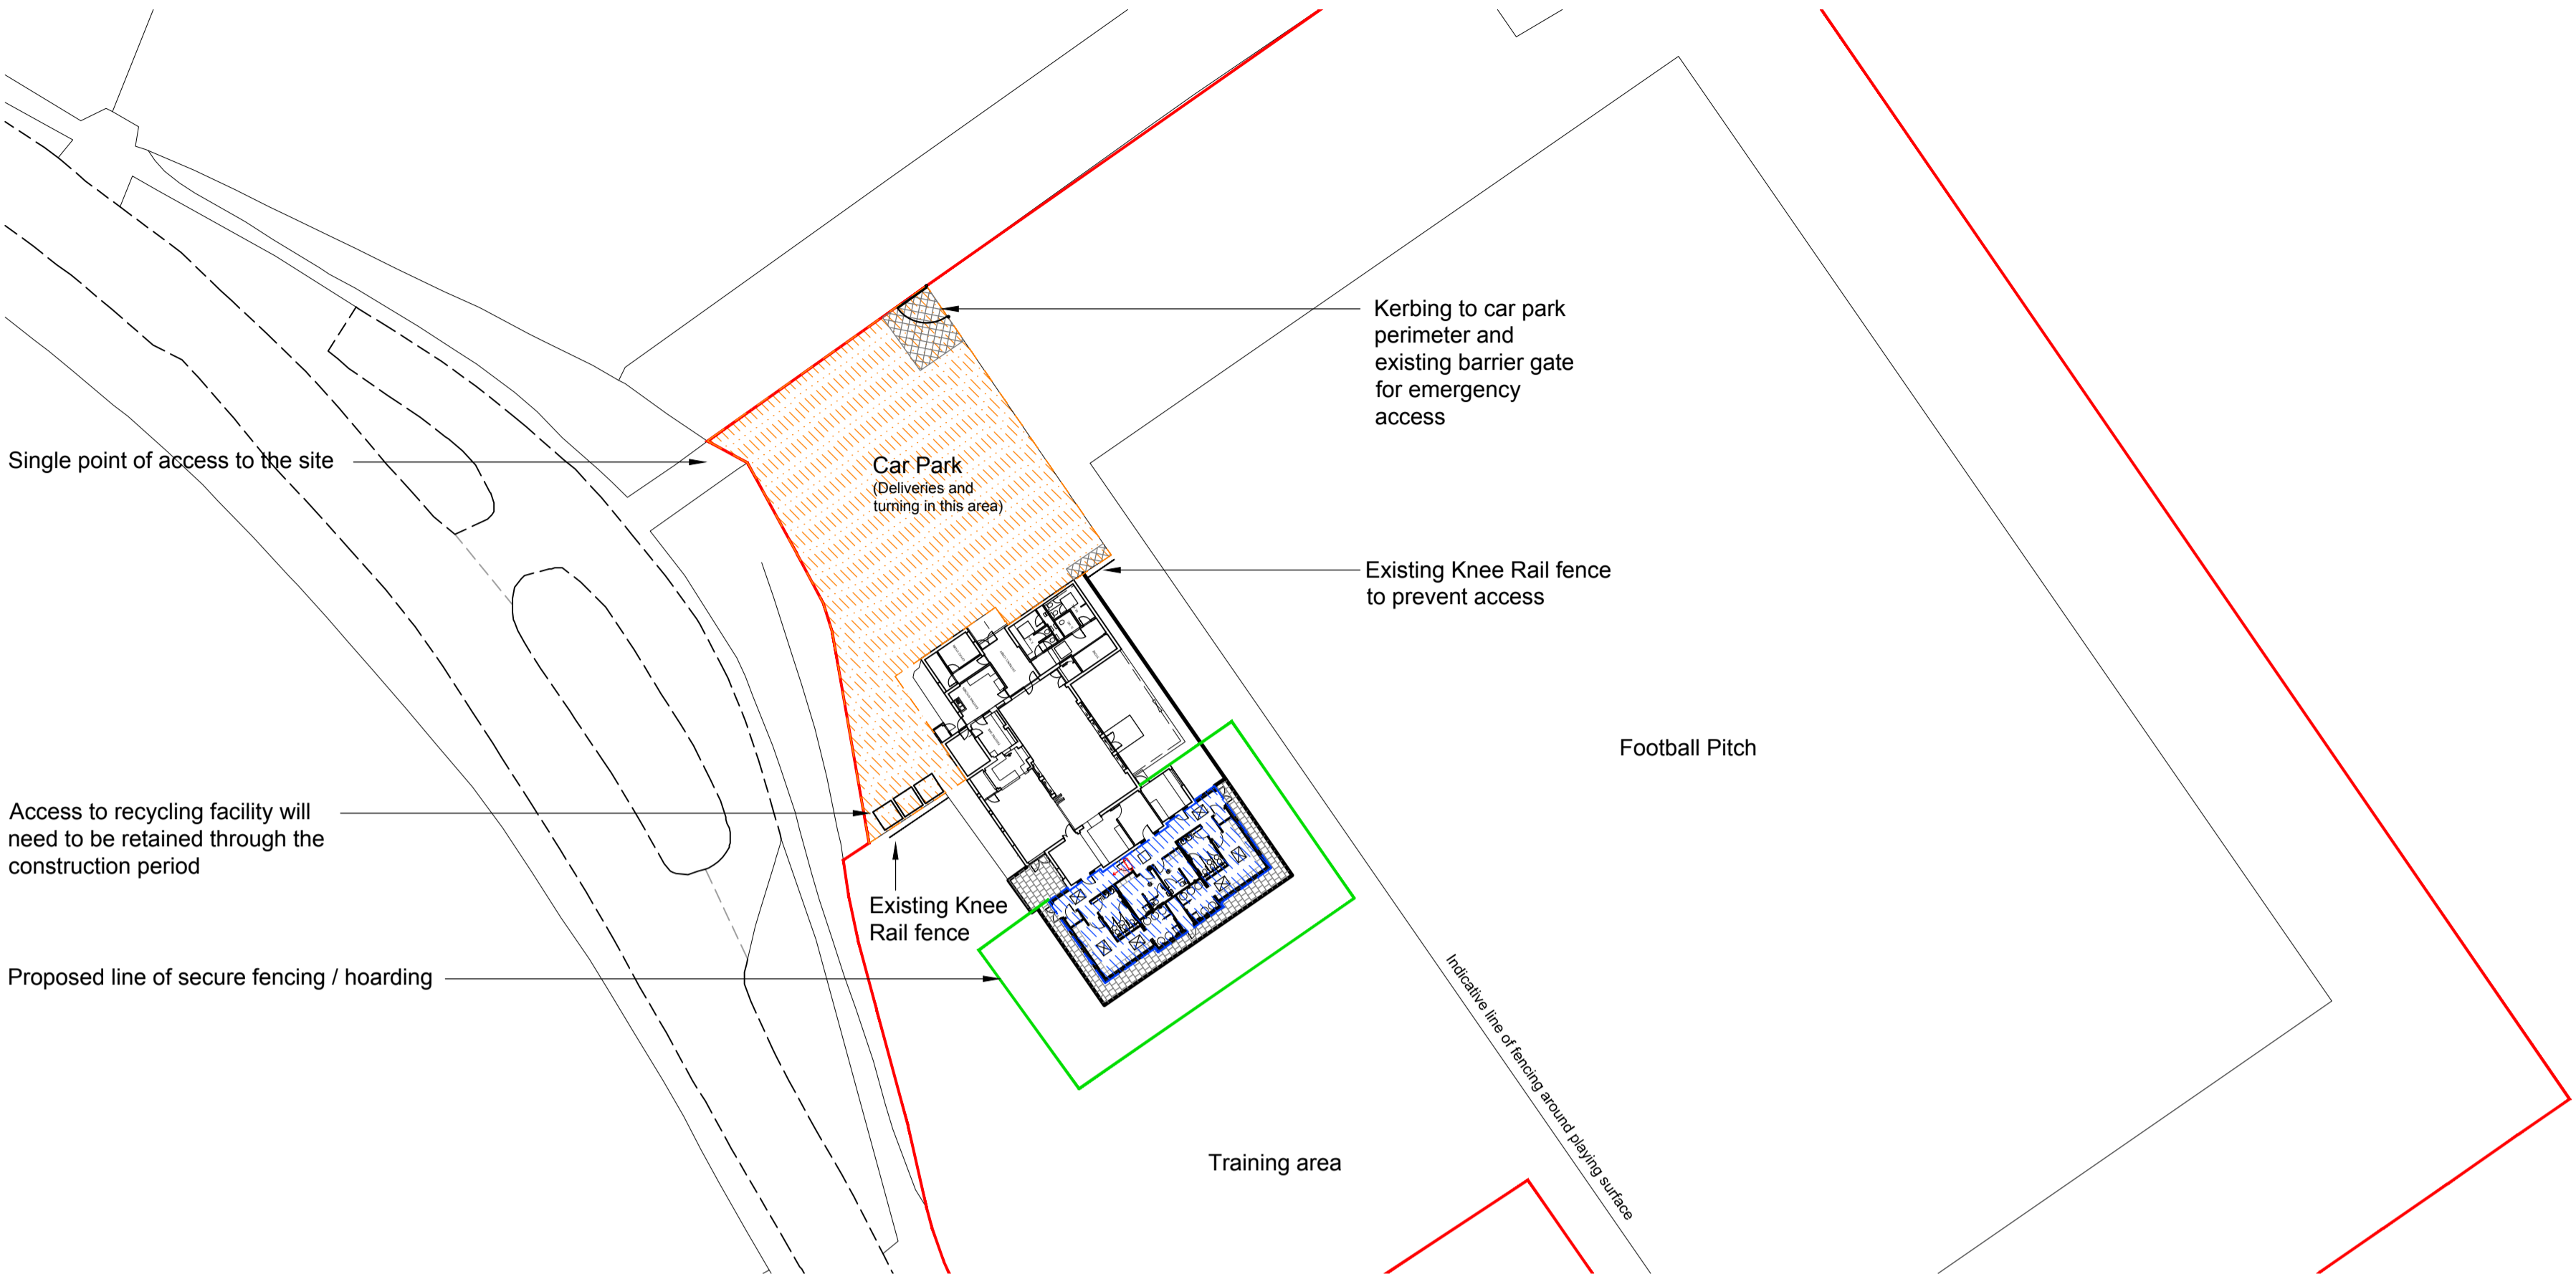 Kerbing to car park
perimeter and
existing barrier gate
for emergency
access
Single point of access to the site
Car Park
(Deliveries and
turning in this area)
Existing Knee Rail fence
to prevent access
Football Pitch
Access to recycling facility will
need to be retained through the
construction period
Existing Knee
Rail fence
Proposed line of secure fencing / hoarding
Indicative line of fencing around playing surface
Training area